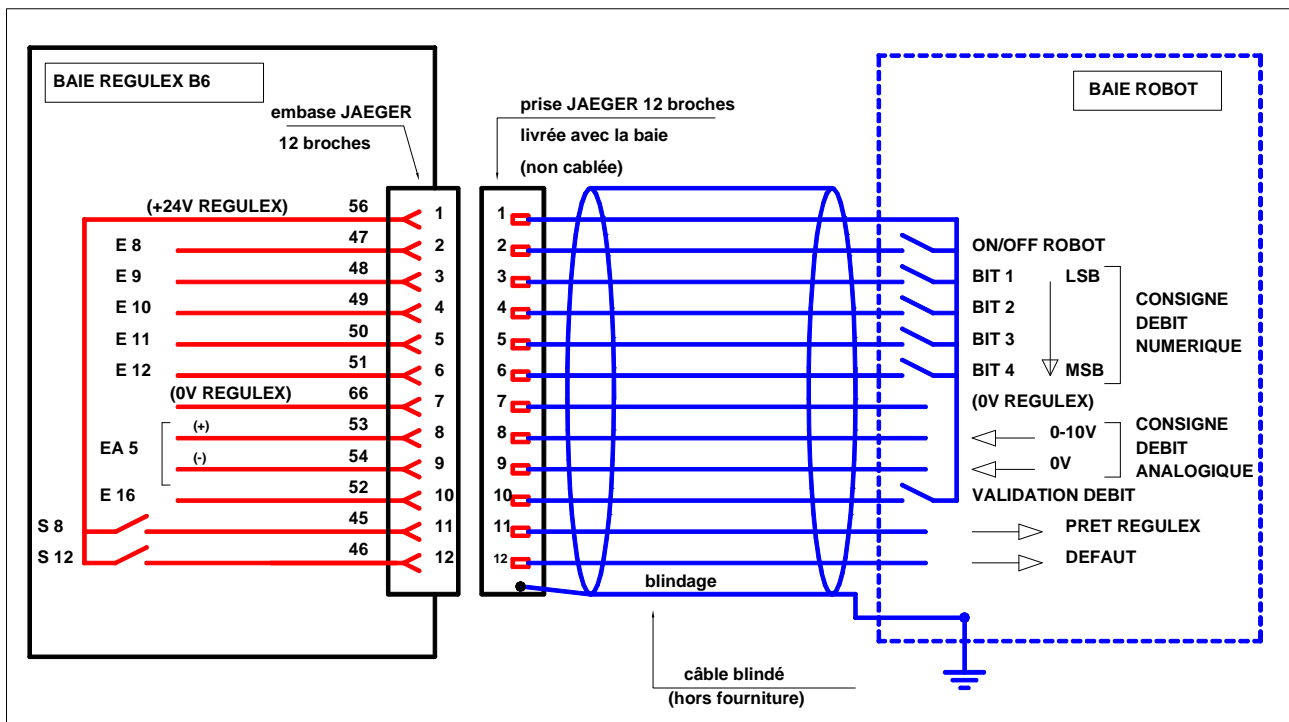 BAIE REGULEX B6
BAIE ROBOT
embase JAEGER
12 broches
prise JAEGER 12 broches
livrée avec la baie
(non cablée)
(+24V REGULEX) 56 1 1
E 8 47 2 2 ON/OFF ROBOT
E 9 48 3 3 BIT 1 LSB
E 10 49 4 4 BIT 2
E 11 50 5 5 BIT 3
E 12 51 6 6 BIT 4 MSB
CONSIGNE
DEBIT
NUMERIQUE
(0V REGULEX) 66 7 7 (0V REGULEX)
EA 5
(+) 53 8 8 0-10V
(-) 54 9 9 0V
CONSIGNE
DEBIT
ANALOGIQUE
E 16 52 10 10 VALIDATION DEBIT
S 8 45 11 11 PRET REGULEX
S 12 46 12 12 DEFAUT
blindage
câble blindé
(hors fourniture)